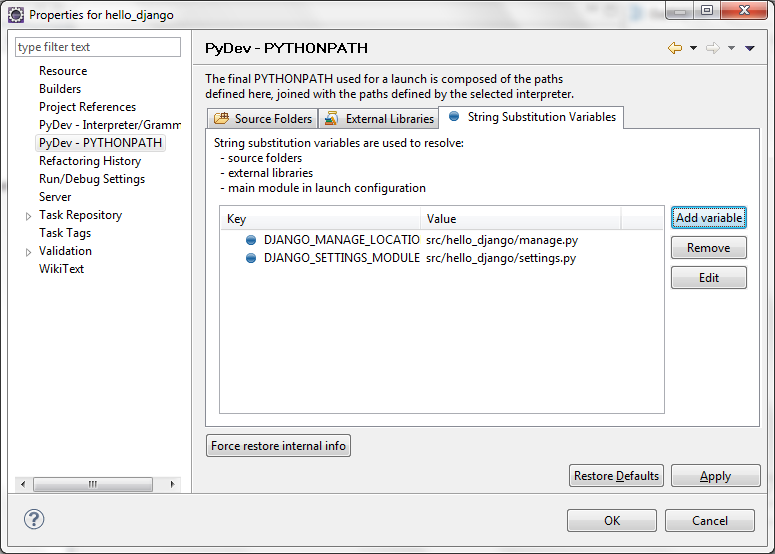 Properties for hello_django
type filter text
Resource
Builders
Project References
PyDev - Interpreter/Gramm
PyDev - PYTHONPATH
Refactoring History
Run/Debug Settings
Server
Task Repository
Task Tags
Validation
WikiText
PyDev - PYTHONPATH
The final PYTHONPATH used for a launch is composed of the paths
defined here, joined with the paths defined by the selected interpreter.
Source Folders External Libraries String Substitution Variables
String substitution variables are used to resolve:
- source folders
- external libraries
- main module in launch configuration
Key Value
DJANGO_MANAGE_LOCATIO src/hello_django/manage.py
DJANGO_SETTINGS_MODULE src/hello_django/settings.py
Add variable
Remove
Edit
Force restore internal info
Restore Defaults Apply
OK Cancel